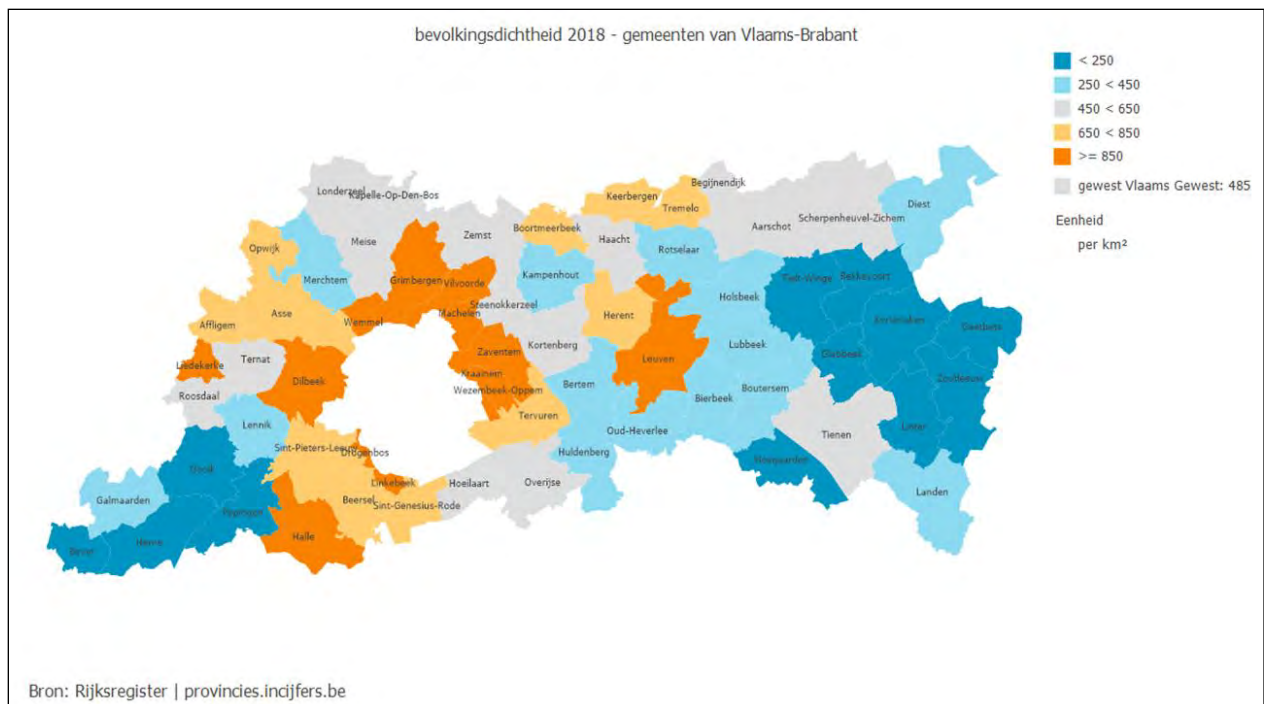 bevolkingsdichtheid 2018 - gemeenten van Vlaams-Brabant
< 250
250 < 450
450 < 650
650 < 850
>= 850
gewest Vlaams Gewest: 485
Eenheid
per km²
Londerzeel
Kapelle-Op-Den-Bos
Meise
Zemst
Boortmeerbeek
Keerbergen
Tremelo
Begijnendijk
Haacht
Aarschot
Scherpenheuvel-Zichem
Diest
Opwijk
Merchtem
Grimbergen
Vilvoorde
Kampenhout
Rotselaar
Tielt-Winge
Bekkevoort
Holsbeek
Affligem
Asse
Wemmel
Machelen
Steenokkerzeel
Herent
Kortenberg
Kortenaken
Geetbets
Liedekerke
Ternat
Dilbeek
Zaventem
Kraainem
Wezembeek-Oppem
Leuven
Lubbeek
Glabbeek
Zoutleeuw
Roosdaal
Lennik
Tervuren
Bertem
Bierbeek
Boutersem
Oud-Heverlee
Tienen
Linter
Sint-Pieters-Leeuw
Drogenbos
Huldenberg
Hoegaarden
Gooik
Galmaarden
Pepingen
Beersel
Linkebeek
Sint-Genesius-Rode
Hoeilaart
Overijse
Landen
Bever
Herne
Halle
Bron: Rijksregister | provincies.incijfers.be